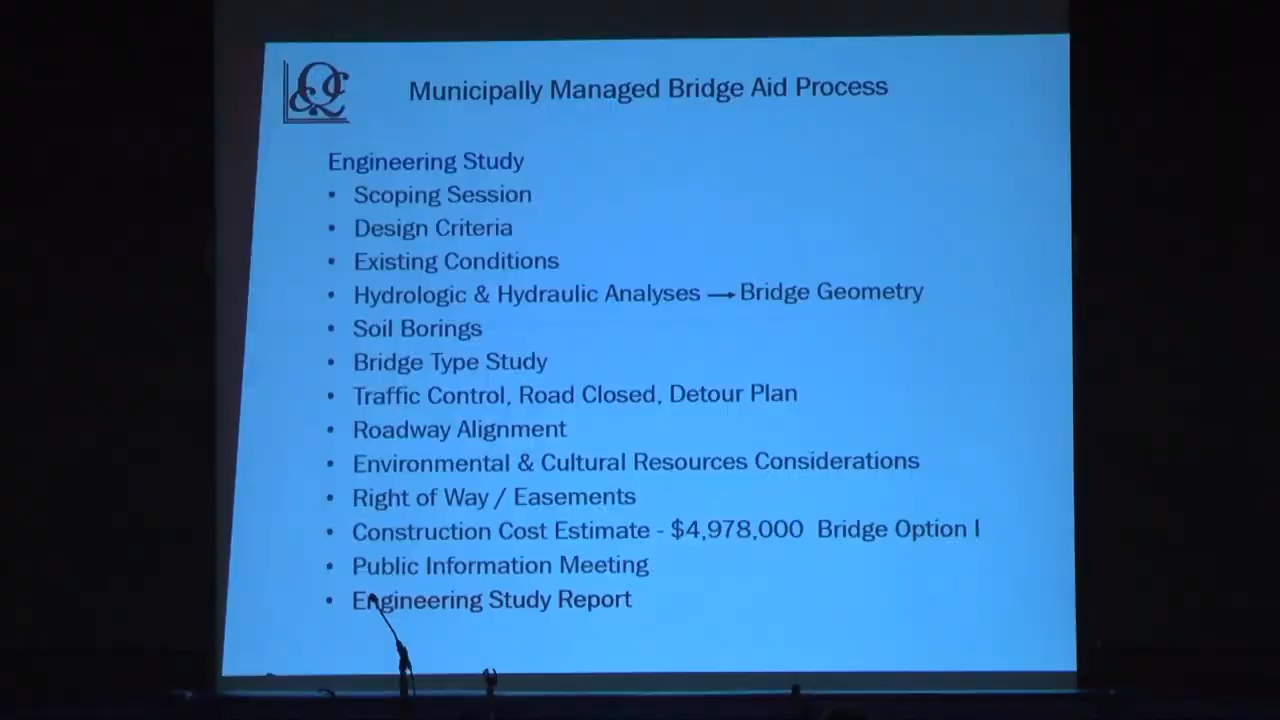 Municipally Managed Bridge Aid Process
Engineering Study
• Scoping Session
• Design Criteria
• Existing Conditions
• Hydrologic & Hydraulic Analyses → Bridge Geometry
• Soil Borings
• Bridge Type Study
• Traffic Control, Road Closed, Detour Plan
• Roadway Alignment
• Environmental & Cultural Resources Considerations
• Right of Way / Easements
• Construction Cost Estimate - $4,978,000 Bridge Option I
• Public Information Meeting
• Engineering Study Report